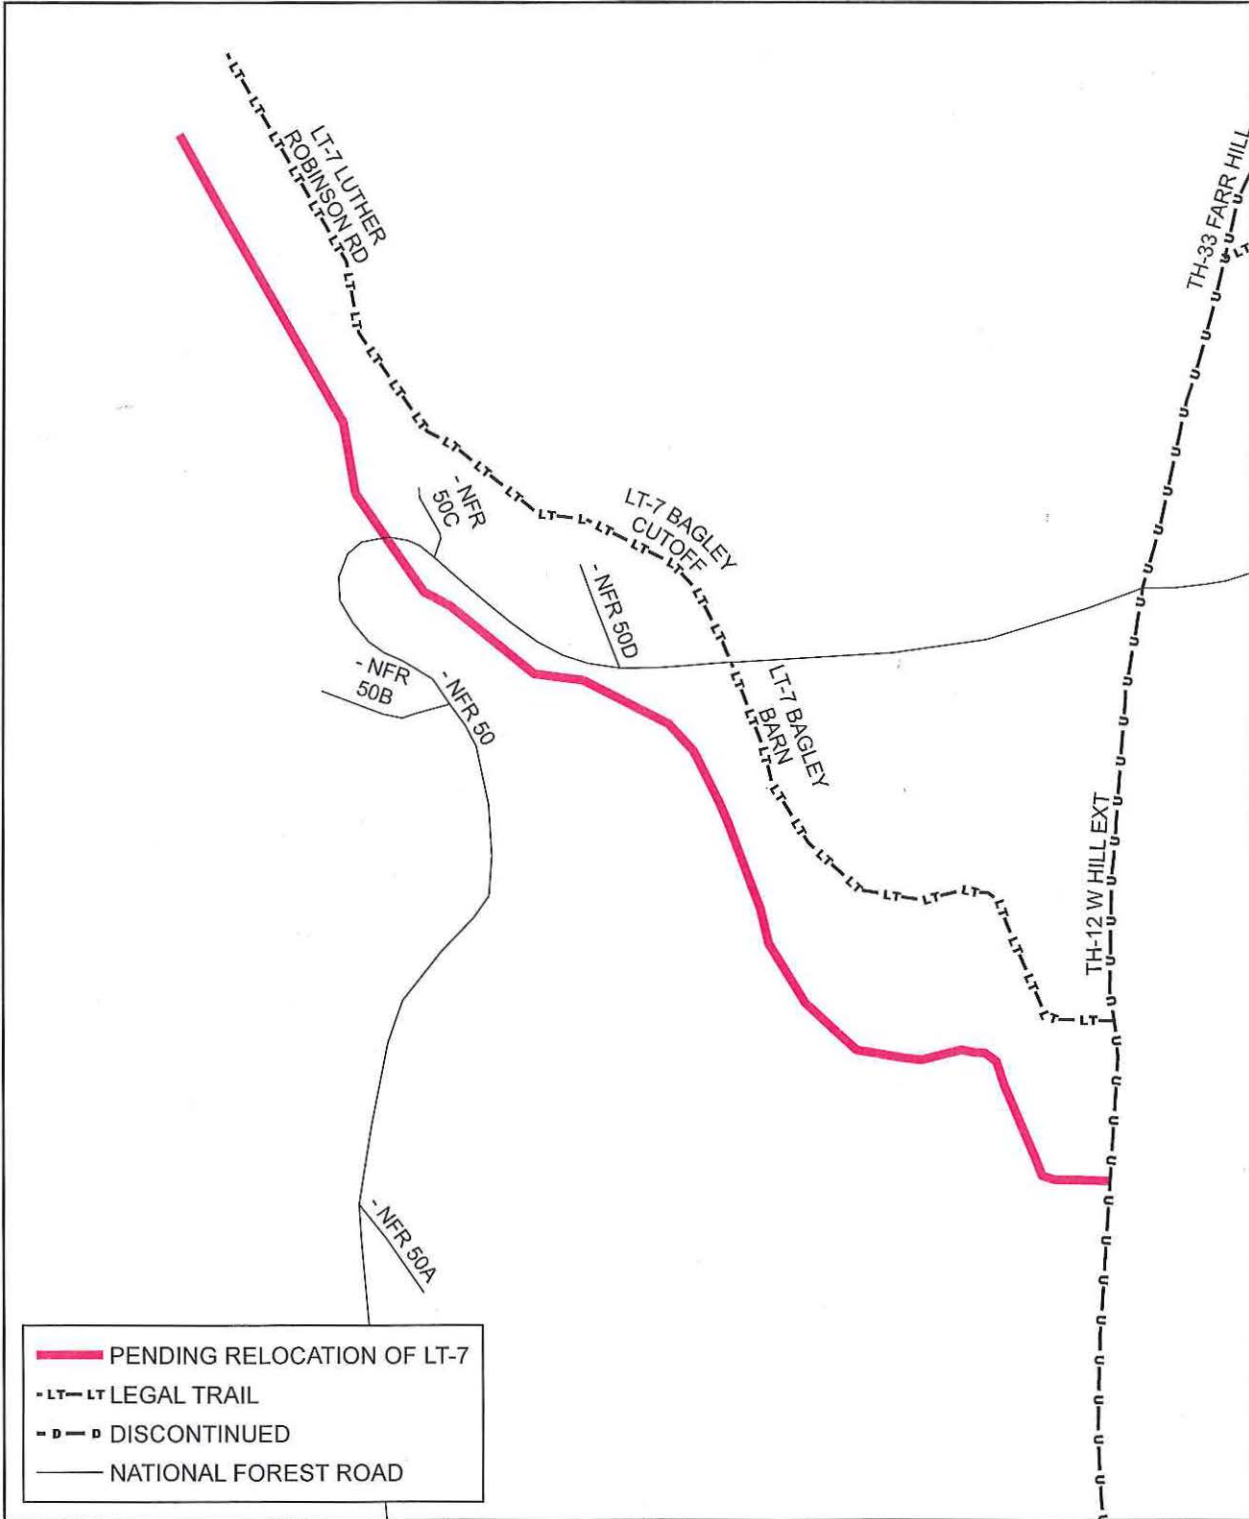 LT-7 LUTHER
ROBINSON RD
TH-33 FARR HILL
LT
- NFR
50C
LT-7 BAGLEY
CUTOFF
- NFR 50D
- NFR
50B
- NFR 50
LT-7 BAGLEY
BARN
TH-12 W HILL EXT
- NFR 50A
PENDING RELOCATION OF LT-7
LT LT LEGAL TRAIL
D D DISCONTINUED
NATIONAL FOREST ROAD